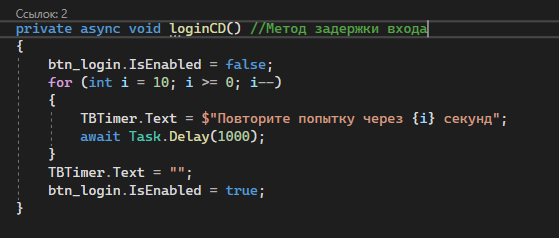 Ссылок: 2
private async void loginCD() //Метод задержки входа
{
btn_login.IsEnabled = false;
for (int i = 10; i >= 0; i--)
{
TBTimer.Text = $"Повторите попытку через {i} секунд";
await Task.Delay(1000);
}
TBTimer.Text = "";
btn_login.IsEnabled = true;
}